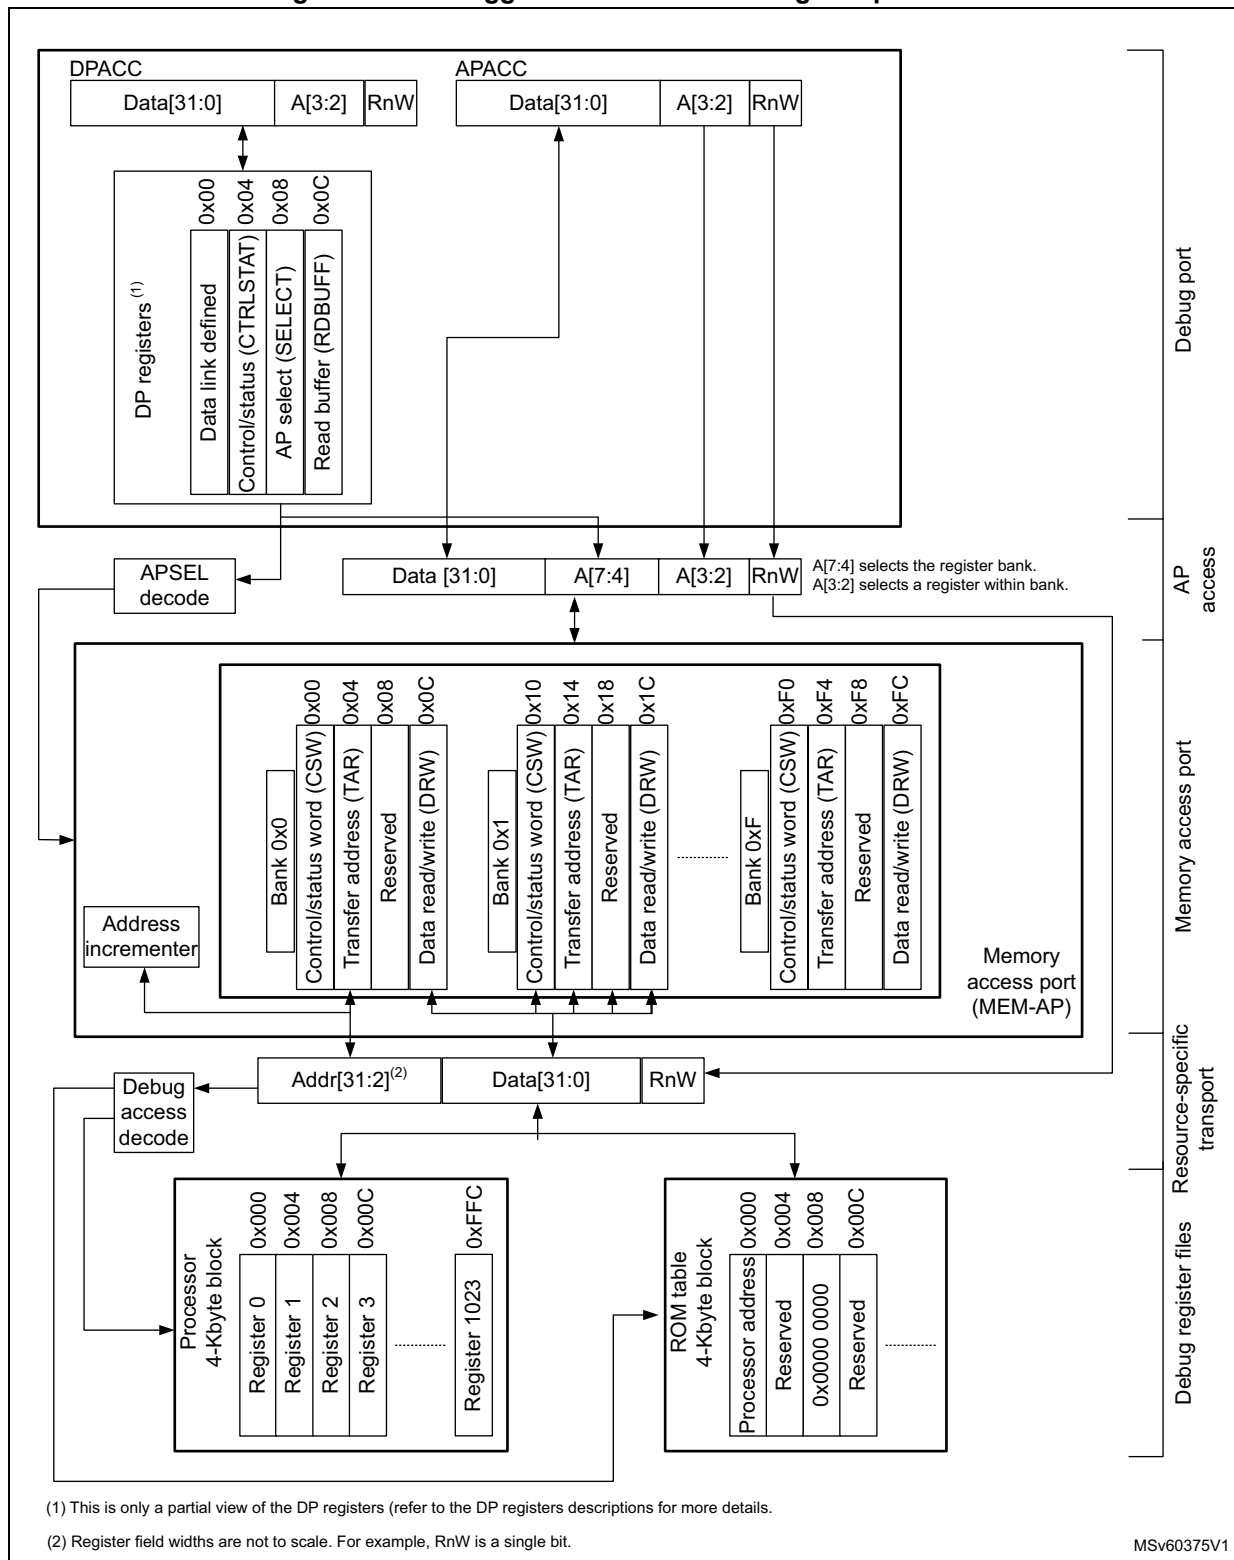 DPACC
APACC
Data[31:0] A[3:2] RnW
Data[31:0] A[3:2] RnW
DP registers (1)
0x00
0x04
0x08
0x0C
Data link defined
Control/status (CTRLSTAT)
AP select (SELECT)
Read buffer (RDBUFF)
Debug port
APSEL
decode
Data [31:0] A[7:4] A[3:2] RnW
A[7:4] selects the register bank.
A[3:2] selects a register within bank.
AP
access
Bank 0x0
Control/status word (CSW) 0x00
Transfer address (TAR) 0x04
Reserved 0x08
Data read/write (DRW) 0x0C
Bank 0x1
Control/status word (CSW) 0x10
Transfer address (TAR) 0x14
Reserved 0x18
Data read/write (DRW) 0x1C
Bank 0xF
Control/status word (CSW) 0xF0
Transfer address (TAR) 0xF4
Reserved 0xF8
Data read/write (DRW) 0xFC
Address
incrementer
Memory
access port
(MEM-AP)
Memory access port
Debug
access
decode
Addr[31:2](2) Data[31:0] RnW
Resource-specific
transport
Processor
4-Kbyte block
Register 0 0x000
Register 1 0x004
Register 2 0x008
Register 3 0x00C
Register 1023 0xFFC
ROM table
4-Kbyte block
Processor address 0x000
Reserved 0x004
0x0000 0000 0x008
Reserved 0x00C
Debug register files
(1) This is only a partial view of the DP registers (refer to the DP registers descriptions for more details.
(2) Register field widths are not to scale. For example, RnW is a single bit.
MSv60375V1